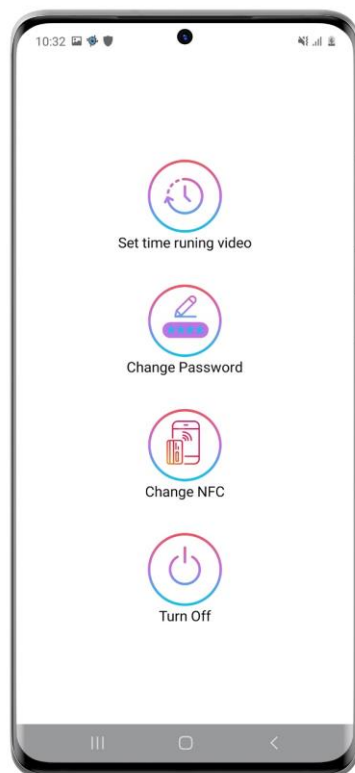 10:32
Set time runing video
Change Password
Change NFC
Turn Off